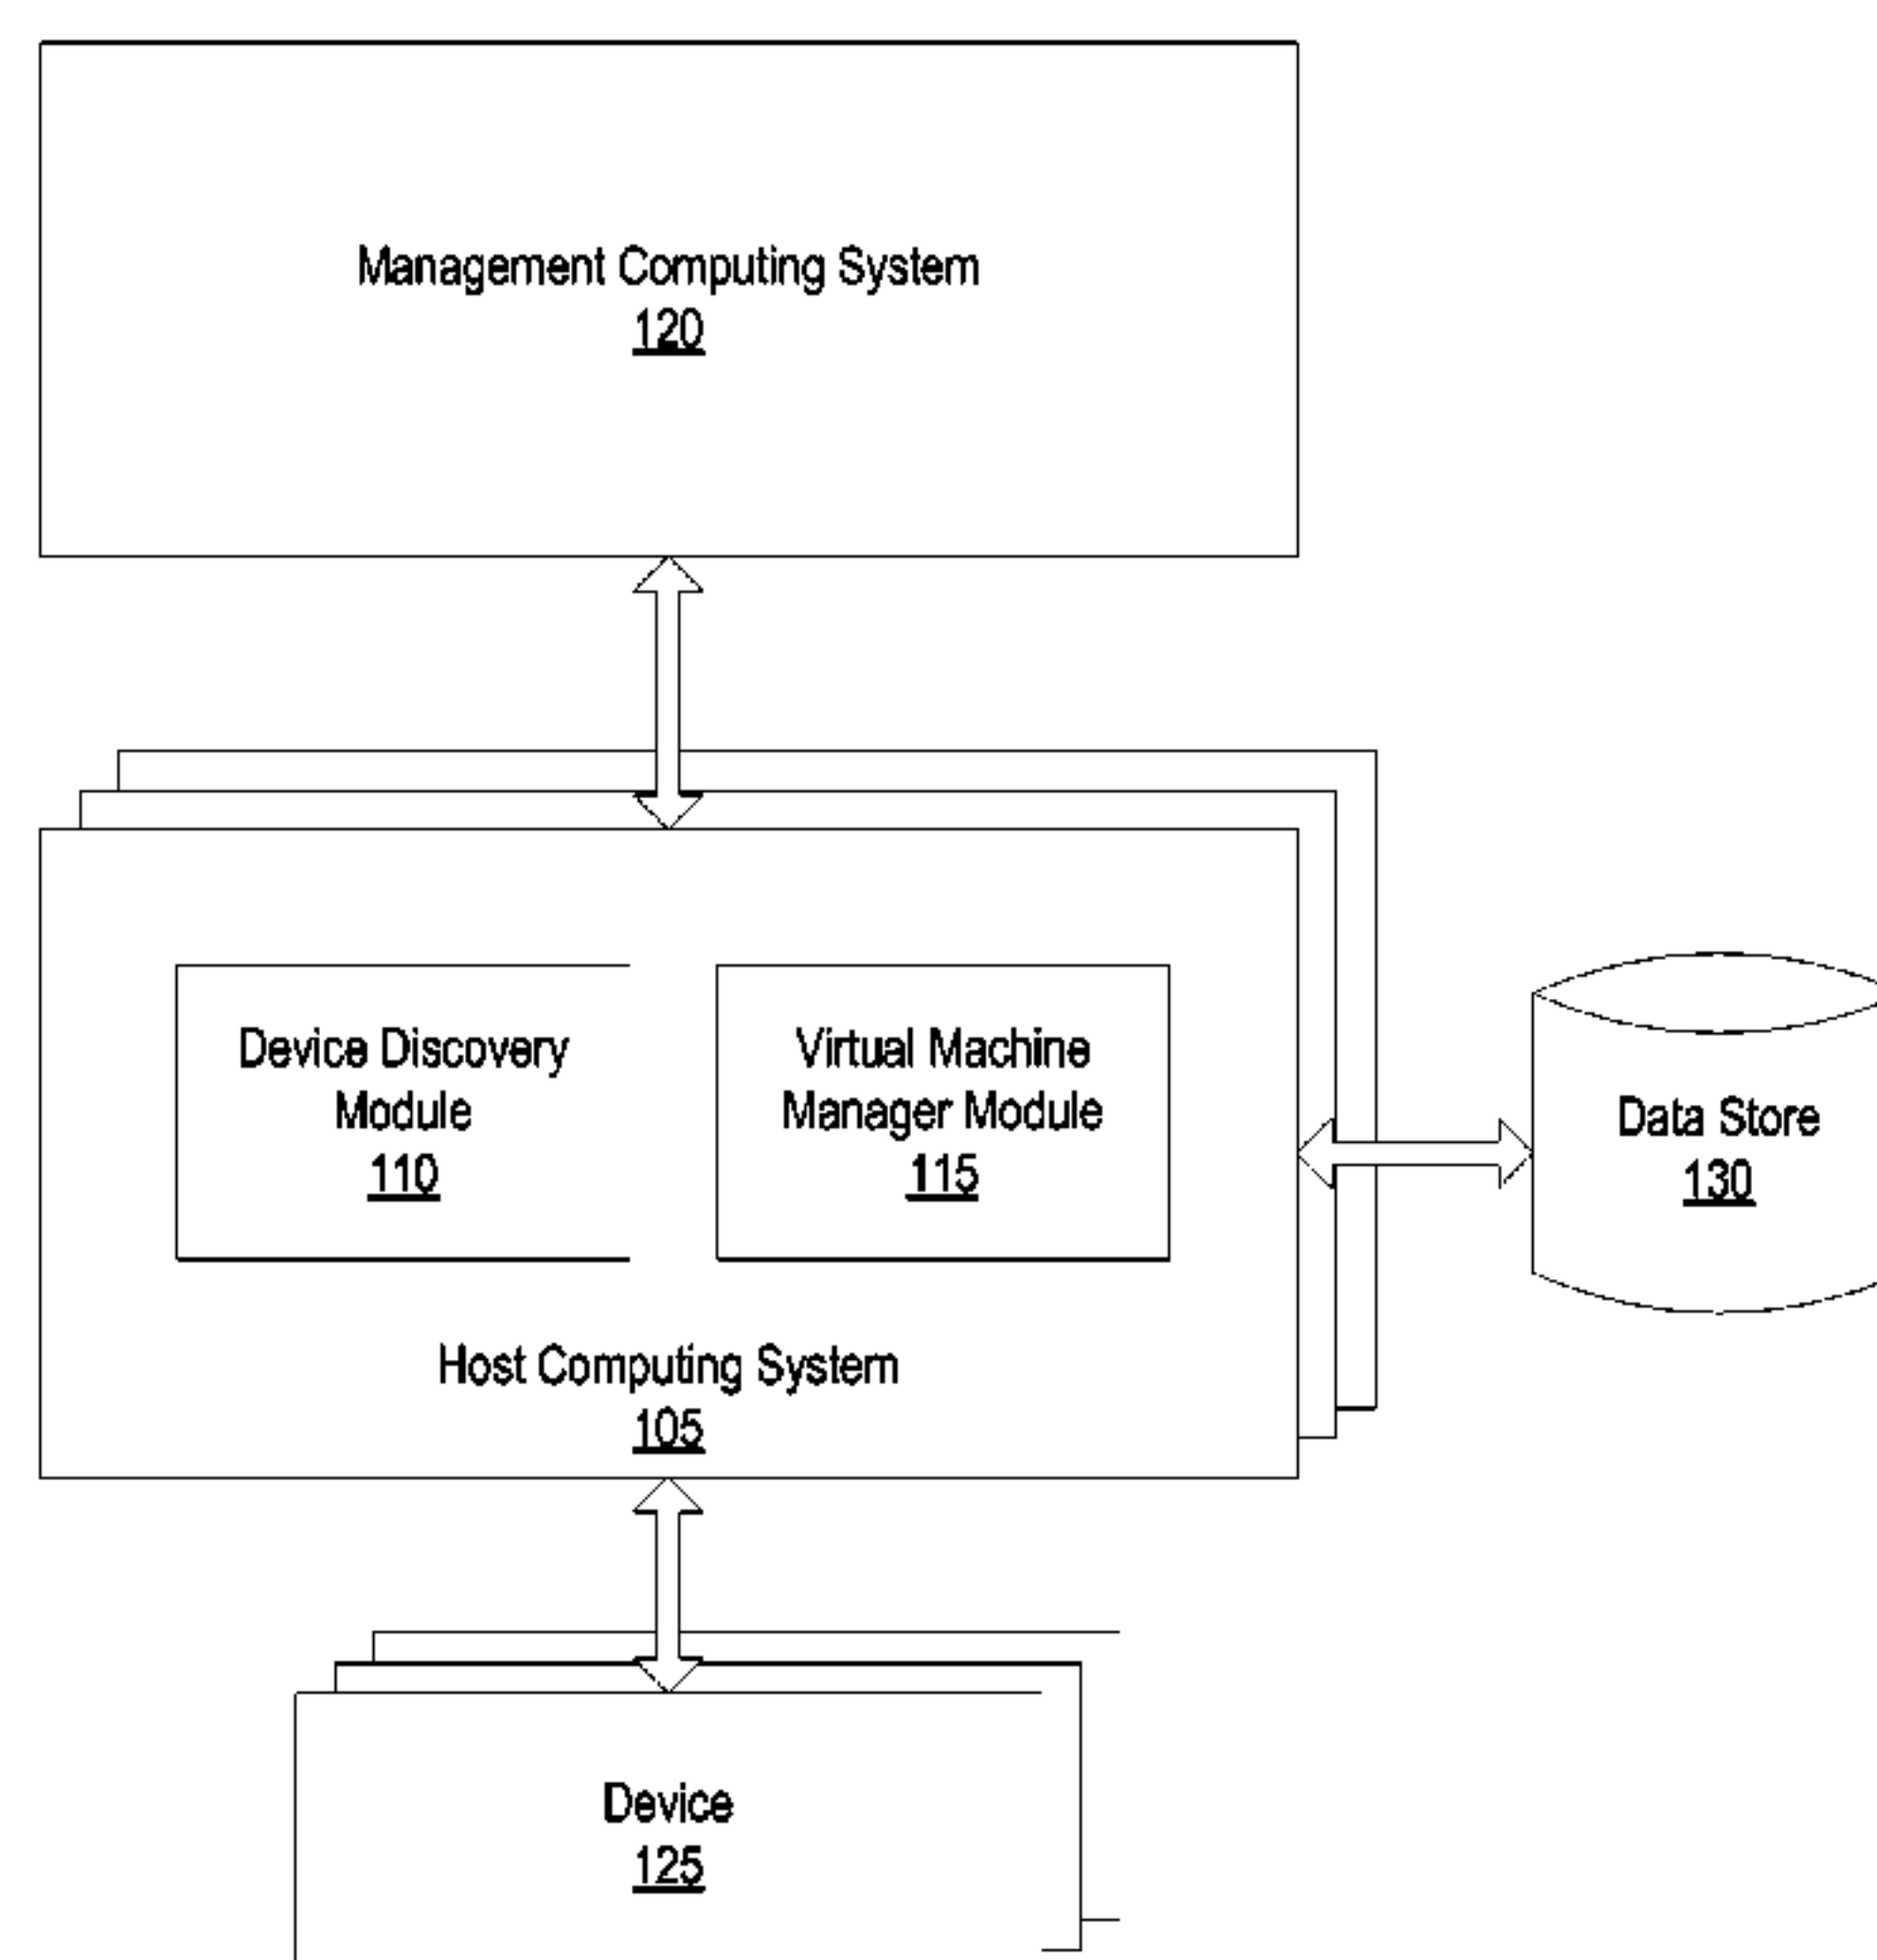 Management Computing System
120
Device Discovery
Module
110
Virtual Machine
Manager Module
115
Data Store
130
Host Computing System
105
Device
125